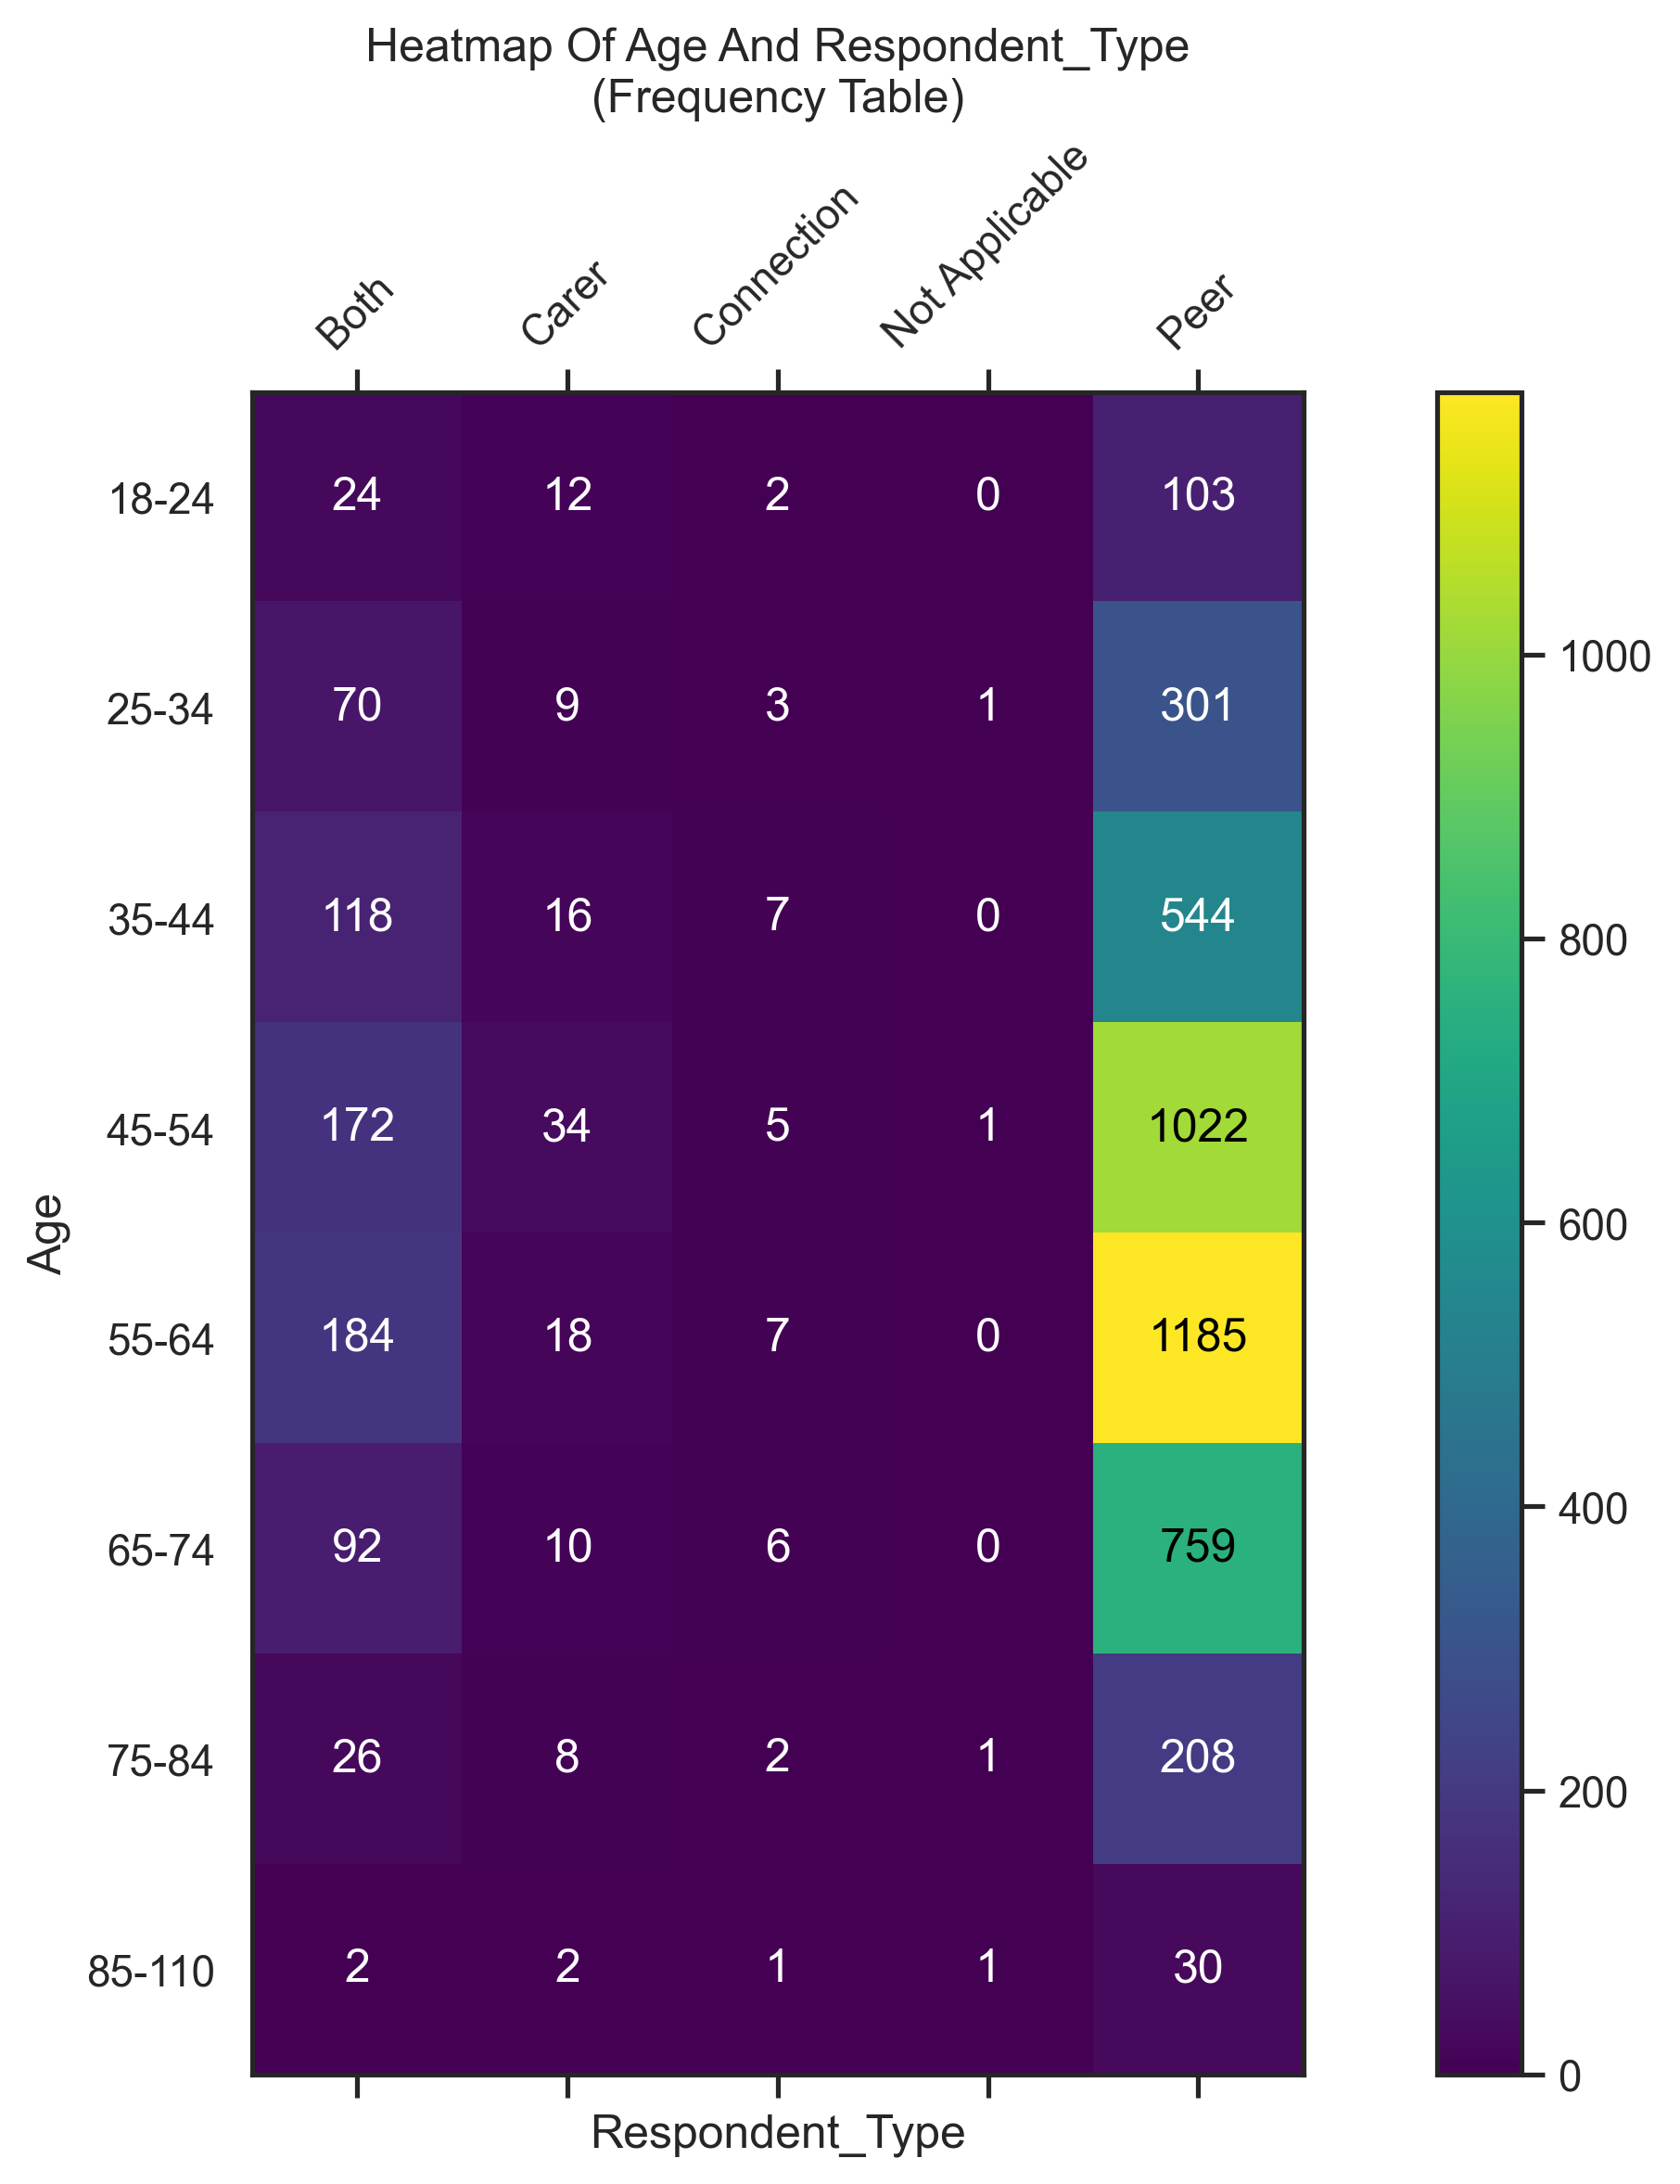 Heatmap Of Age And Respondent_Type
(Frequency Table)
Both Carer Connection Not Applicable Peer
18-24 24 12 2 0 103
25-34 70 9 3 1 301
35-44 118 16 7 0 544
45-54 172 34 5 1 1022
55-64 184 18 7 0 1185
65-74 92 10 6 0 759
75-84 26 8 2 1 208
85-110 2 2 1 1 30
Age
Respondent_Type
1000
800
600
400
200
0